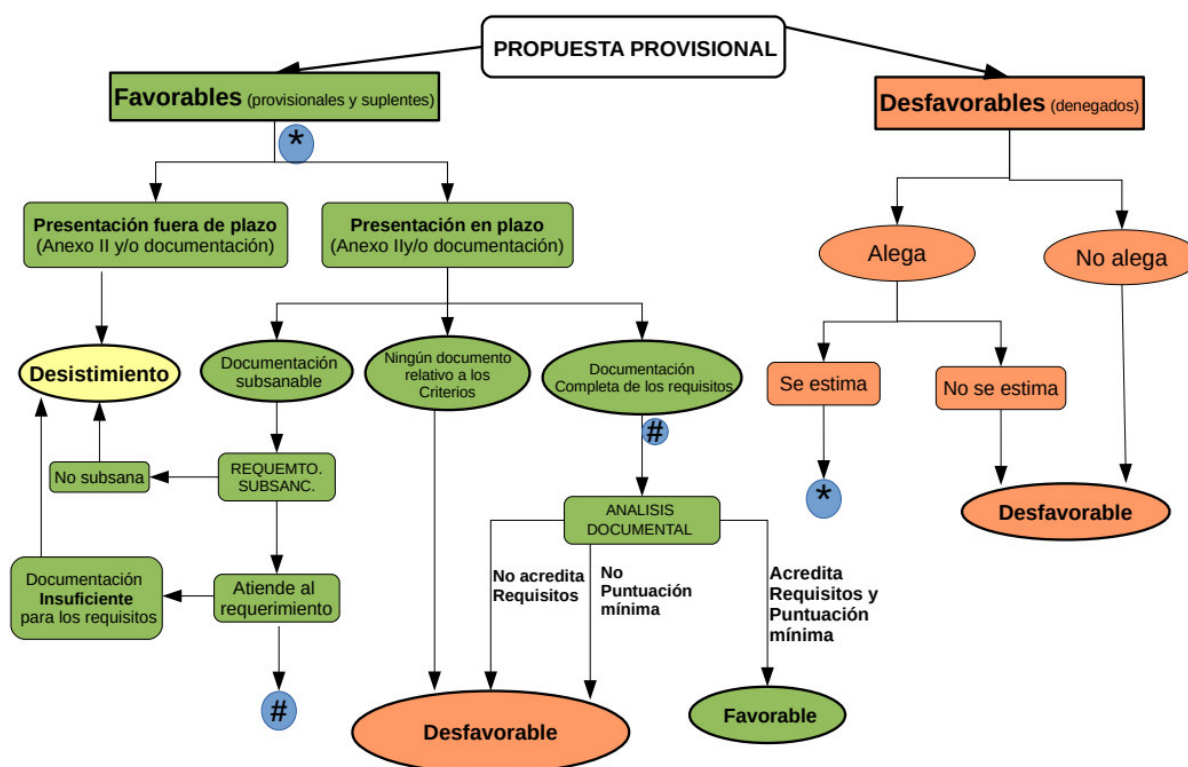 PROPUESTA PROVISIONAL
Favorables (provisionales y suplentes)
Desfavorables (denegados)
*
Presentación fuera de plazo
(Anexo II y/o documentación)
Presentación en plazo
(Anexo IIy/o documentación)
Alega
No alega
Desistimiento
Documentación
subsanable
Ningún documento
relativo a los
Criterios
Documentación
Completa de los requisitos
Se estima
No se estima
#
No subsana
REQUEMTO.
SUBSANC.
*
ANALISIS
DOCUMENTAL
Desfavorable
Documentación
Insuficiente
para los requisitos
Atiende al
requerimiento
No acredita
Requisitos
No
Puntuación
mínima
Acredita
Requisitos y
Puntuación
mínima
#
Desfavorable
Favorable